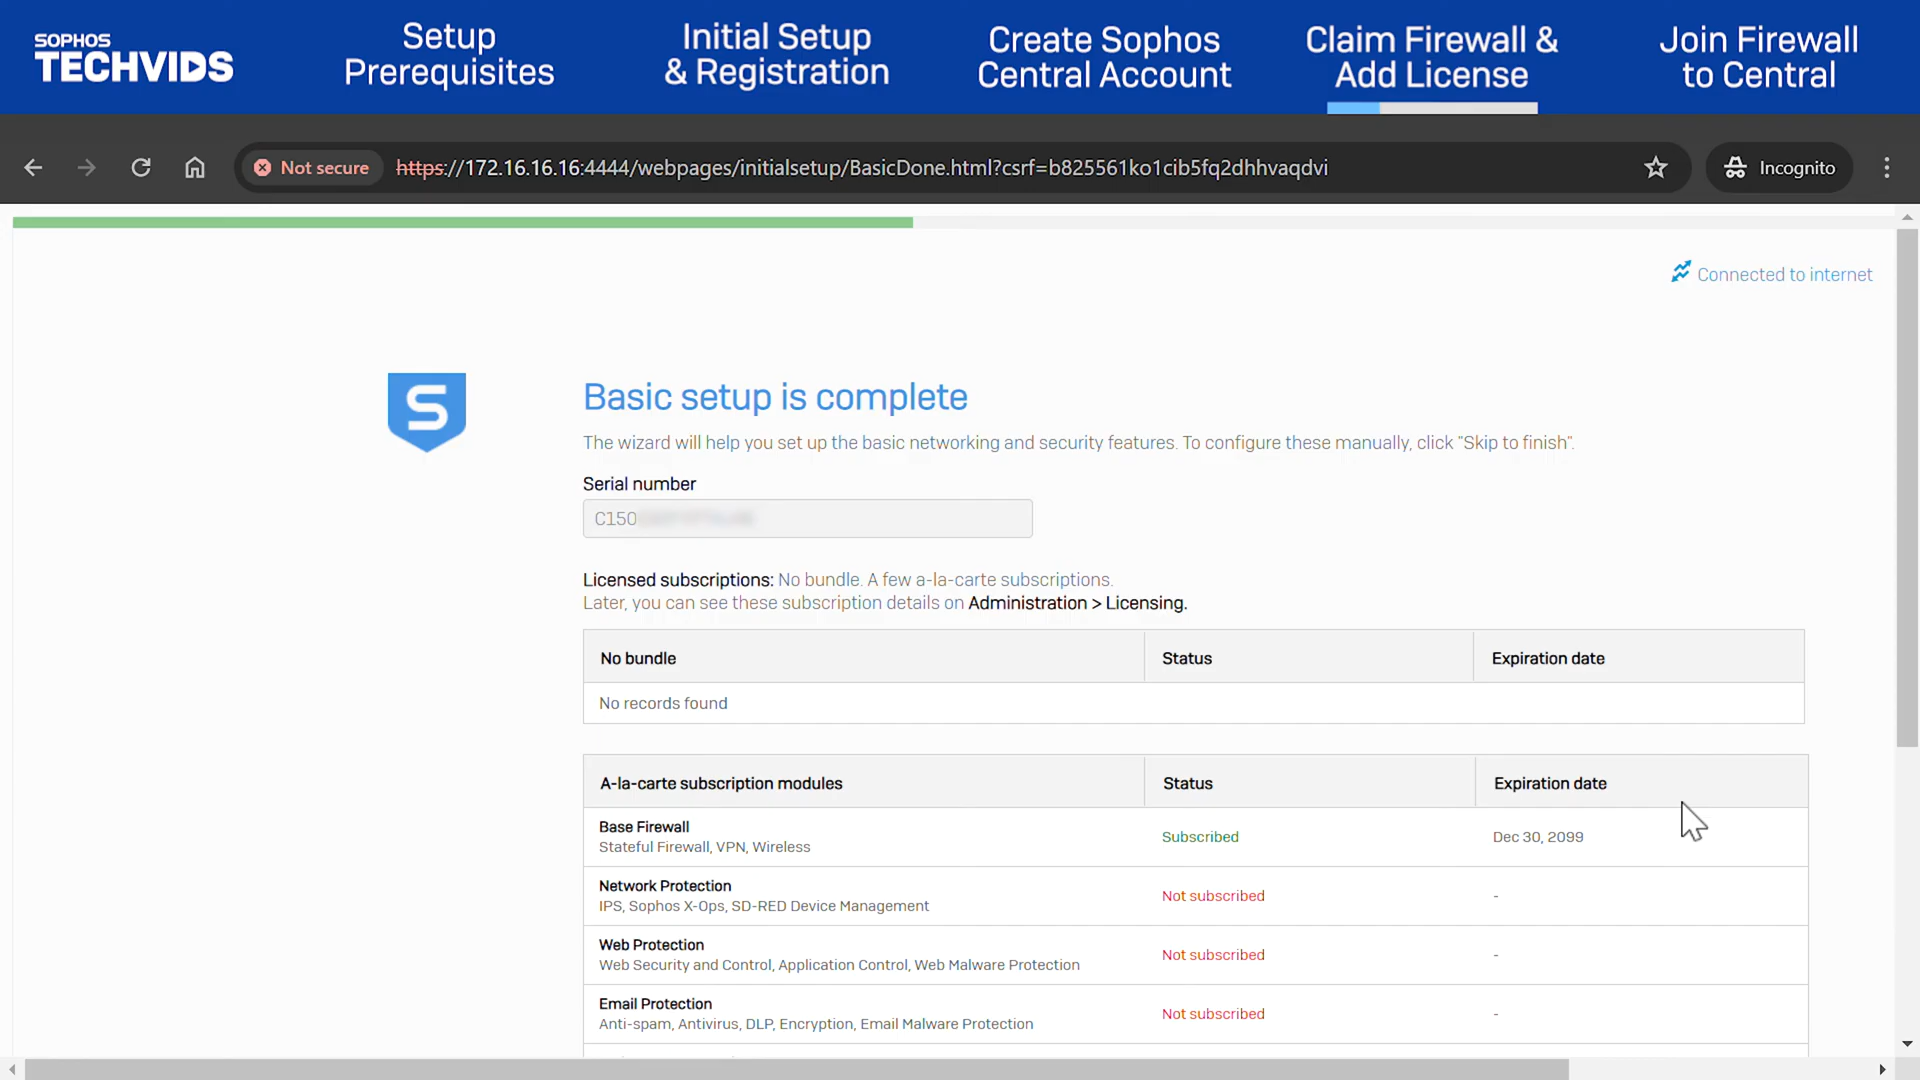 SOPHOS
TECHVIDS
Setup
Prerequisites
Initial Setup
& Registration
Create Sophos
Central Account
Claim Firewall &
Add License
Join Firewall
to Central
Not secure
https://172.16.16.16:4444/webpages/initialsetup/BasicDone.html?csrf=b825561ko1cib5fq2dhhvaqdvi
Incognito
Connected to internet
S
Basic setup is complete
The wizard will help you set up the basic networking and security features. To configure these manually, click "Skip to finish".
Serial number
C150
Licensed subscriptions: No bundle. A few a-la-carte subscriptions.
Later, you can see these subscription details on Administration > Licensing.
No bundle Status Expiration date
No records found
A-la-carte subscription modules Status Expiration date
Base Firewall
Stateful Firewall, VPN, Wireless
Subscribed Dec 30, 2099
Network Protection
IPS, Sophos X-Ops, SD-RED Device Management
Not subscribed -
Web Protection
Web Security and Control, Application Control, Web Malware Protection
Not subscribed -
Email Protection
Anti-spam, Antivirus, DLP, Encryption, Email Malware Protection
Not subscribed -